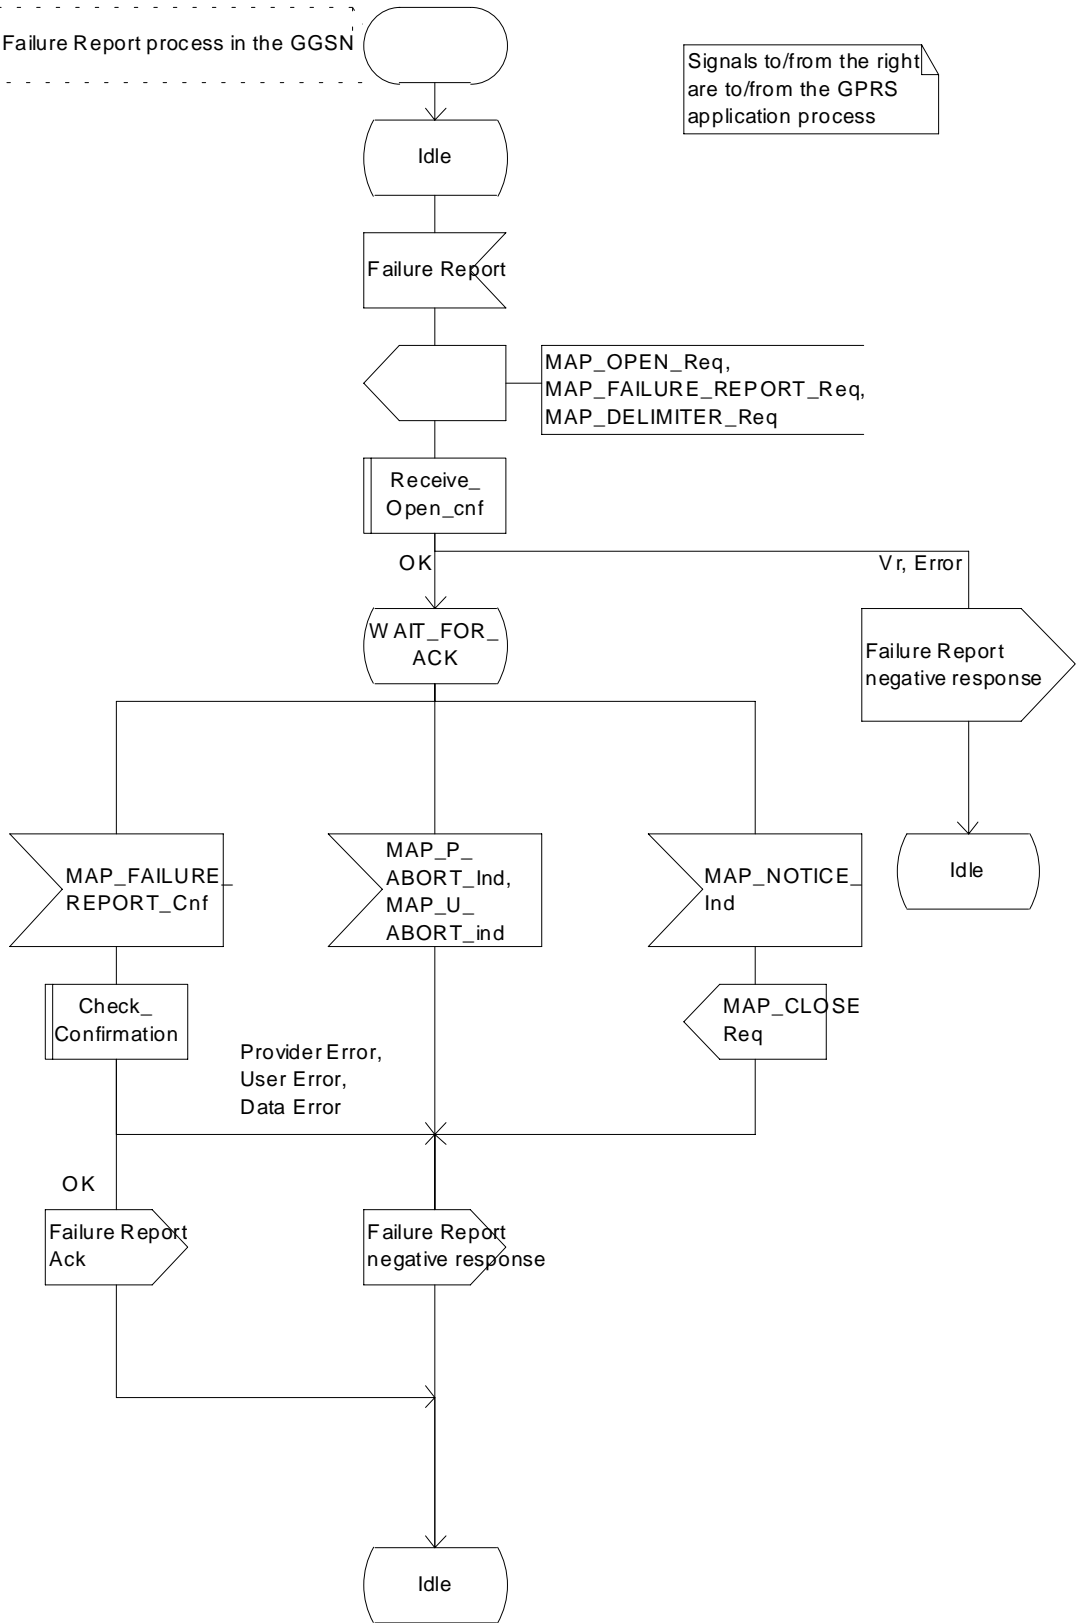 Failure Report process in the GGSN
Signals to/from the right
are to/from the GPRS
application process
Idle
Failure Report
MAP_OPEN_Req,
MAP_FAILURE_REPORT_Req,
MAP_DELIMITER_Req
Receive_
Open_cnf
OK
Vr, Error
WAIT_FOR_
ACK
Failure Report
negative response
MAP_FAILURE_
REPORT_Cnf
MAP_P_
ABORT_Ind,
MAP_U_
ABORT_ind
MAP_NOTICE_
Ind
Idle
Check_
Confirmation
MAP_CLOSE
Req
Provider Error,
User Error,
Data Error
OK
Failure Report
Ack
Failure Report
negative response
Idle